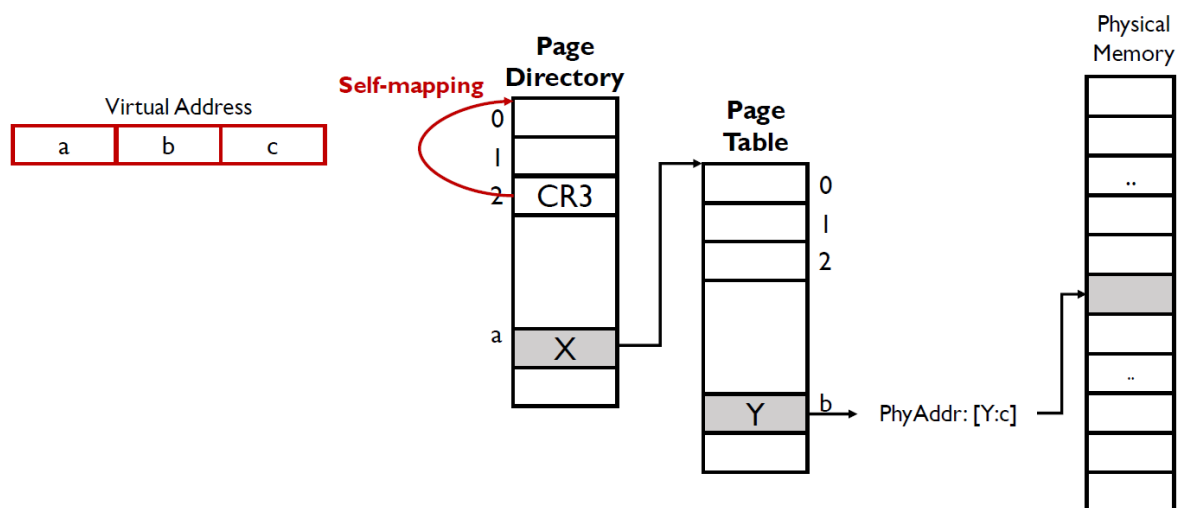 Physical
Memory
Page
Directory
Self-mapping
Virtual Address
a b c
Page
Table
0
1
2
CR3
a
X
0
1
2
b
Y
PhyAddr: [Y:c]
..
..